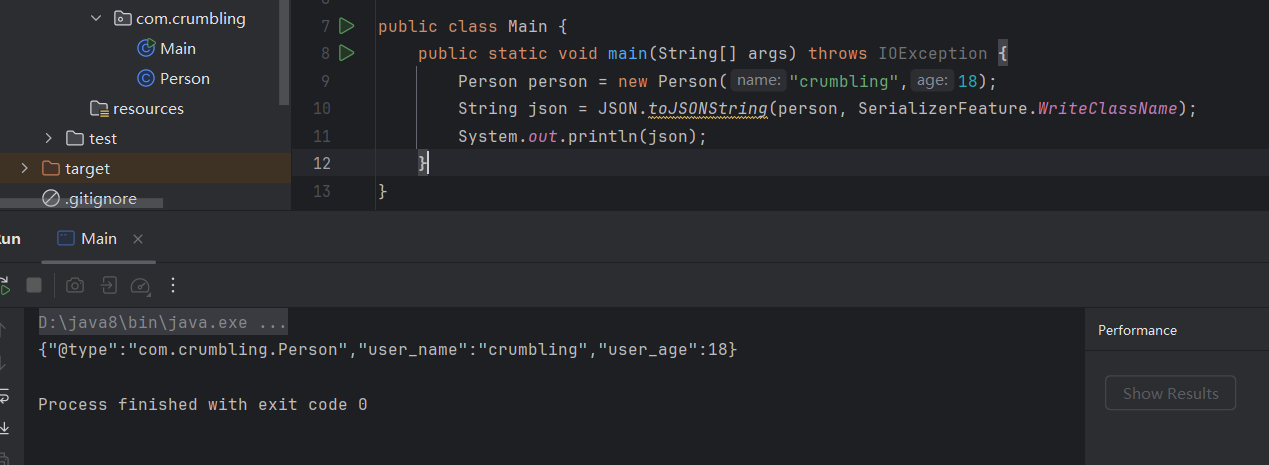 com.crumbling
Main
Person
resources
test
target
.gitignore
7 public class Main {
8 public static void main(String[] args) throws IOException {
9 Person person = new Person( name: "crumbling", age: 18);
10 String json = JSON.toJSONString(person, SerializerFeature.WriteClassName);
11 System.out.println(json);
12 }
13 }
Main
D:\java8\bin\java.exe ...
{"@type":"com.crumbling.Person","user_name":"crumbling","user_age":18}
Process finished with exit code 0
Performance
Show Results